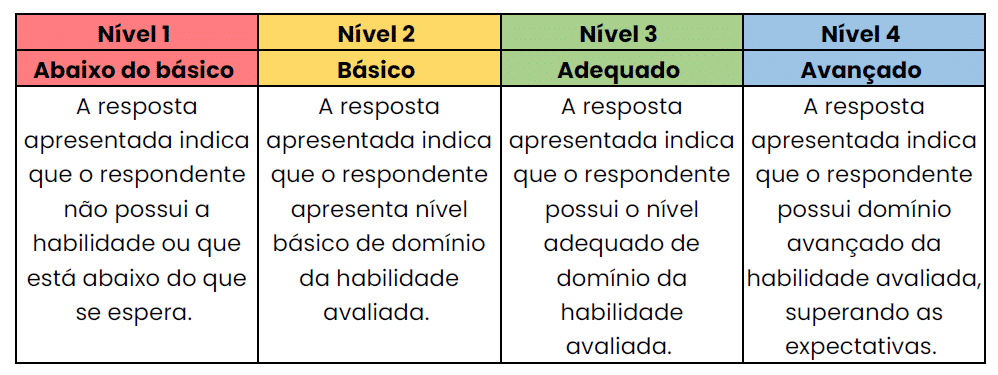 Nível 1
Abaixo do básico
A resposta
apresentada indica
que o respondente
não possui a
habilidade ou que
está abaixo do que
se espera.
Nível 2
Básico
A resposta
apresentada indica
que o respondente
apresenta nível
básico de domínio
da habilidade
avaliada.
Nível 3
Adequado
A resposta
apresentada indica
que o respondente
possui o nível
adequado de
domínio da
habilidade
avaliada.
Nível 4
Avançado
A resposta
apresentada indica
que o respondente
possui domínio
avançado da
habilidade avaliada,
superando as
expectativas.